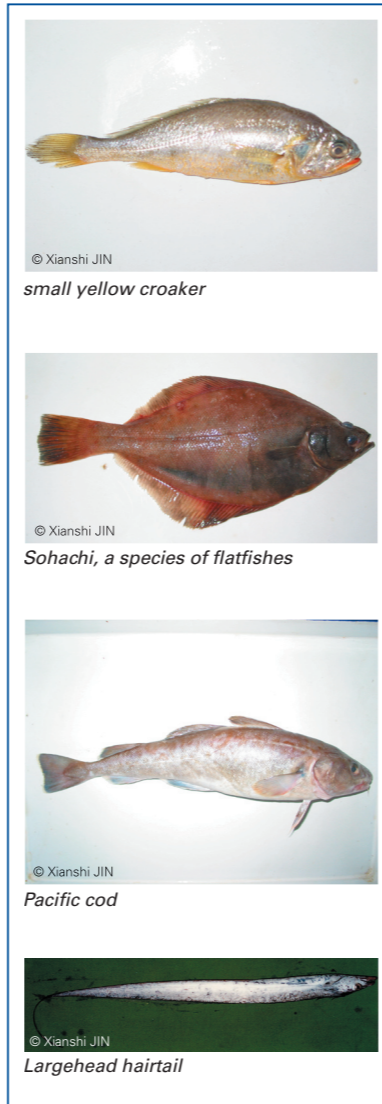 © Xianshi JIN
small yellow croaker
© Xianshi JIN
Sohachi, a species of flatfishes
© Xianshi JIN
Pacific cod
© Xianshi JIN
Largehead hairtail